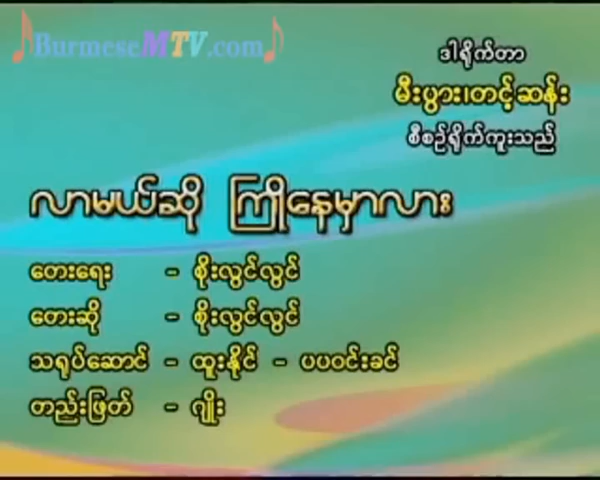 BurmeseMTV.com
ဒါရိုက်တာ
မီးပွား၊တင့်ဆန်း
စီစဉ်ရိုက်ကူးသည်
လာမယ်ဆို ကြိုနေမှာလား
တေးရေး - စိုးလွင်လွင်
တေးဆို - စိုးလွင်လွင်
သရုပ်ဆောင် - ထူးနိုင် - ပပဝင်းခင်
တည်းဖြတ် - ဂျိုး